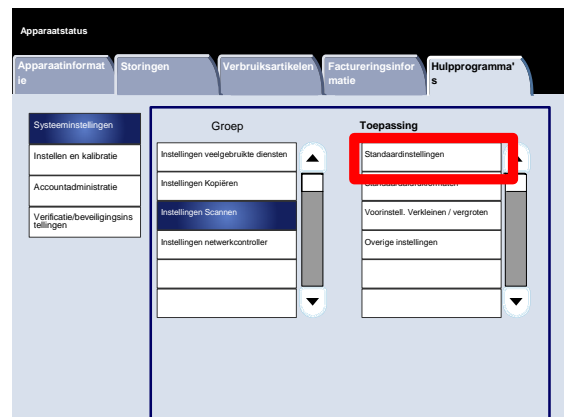 Apparaatstatus
Apparaatinformat
ie
Storingen
Verbruiksartikelen
Factureringsinfor
matie
Hulpprogramma'
s
Systeeminstellingen
Instellen en kalibratie
Accountadministratie
Verificatie/beveiligingsins
tellingen
Groep
Instellingen veelgebruikte diensten
Instellingen Kopiëren
Instellingen Scannen
Instellingen netwerkcontroller
Toepassing
Standaardinstellingen
Voorinstell. Verkleinen / vergroten
Overige instellingen